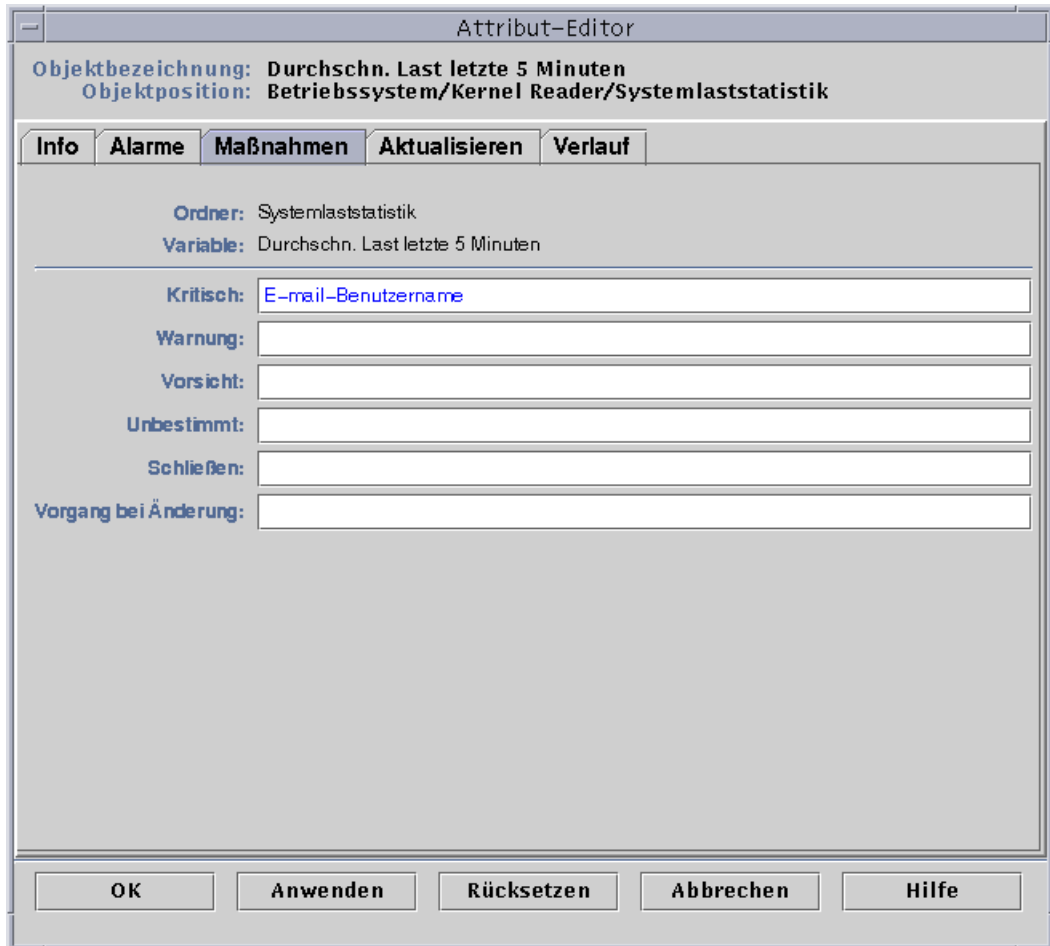 Attribut-Editor
Objektbezeichnung: Durchschn. Last letzte 5 Minuten
Objektposition: Betriebssystem/Kernel Reader/Systemlaststatistik
Info Alarme Maßnahmen Aktualisieren Verlauf
Ordner: Systemlaststatistik
Variable: Durchschn. Last letzte 5 Minuten
Kritisch: E-mail-Benutzername
Warnung:
Vorsicht:
Unbestimmt:
Schließen:
Vorgang bei Änderung:
OK Anwenden Rücksetzen Abbrechen Hilfe